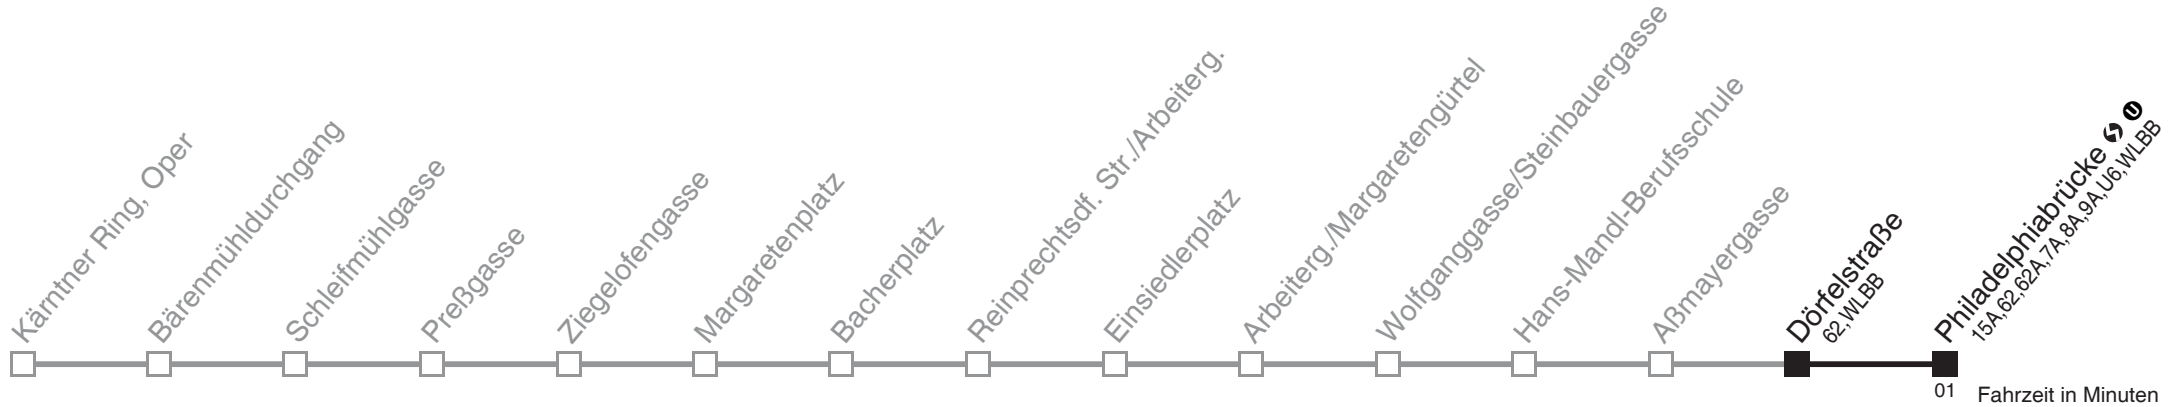 Kärntner Ring, Oper
Bärenmühldurchgang
Schleifmühlgasse
Preßgasse
Ziegelofengasse
Margaretenplatz
Bacherplatz
Reinprechtsdf. Str./Arbeiterg.
Einsiedlerplatz
Arbeiterg./Margaretengürtel
Wolfganggasse/Steinbauergasse
Hans-Mandl-Berufsschule
Aßmayergasse
Dörfelstraße
62,WLBB
Philadelphiabrücke S U
15A,62,62A,7A,8A,9A,U6,WLBB
01 Fahrzeit in Minuten